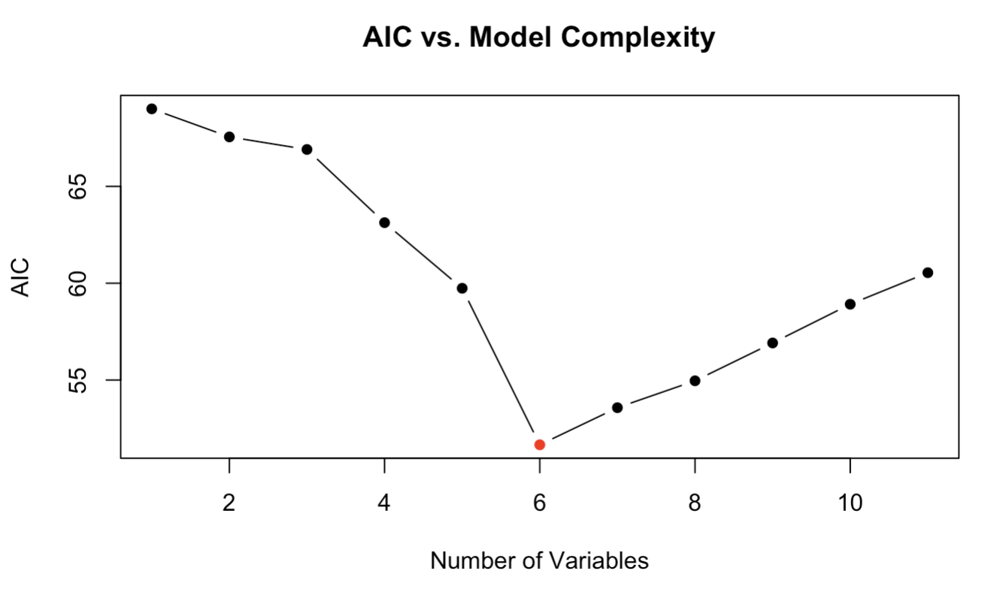 AIC vs. Model Complexity
65
60
55
AIC
2 4 6 8 10
Number of Variables